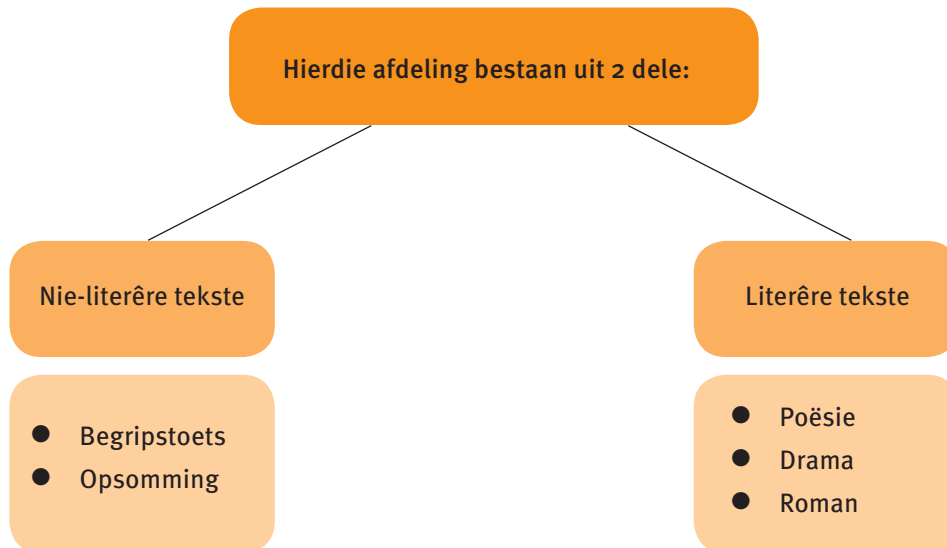 Hierdie afdeling bestaan uit 2 dele:
Nie-literêre tekste
Literêre tekste
● Begripstoets
● Opsomming
● Poësie
● Drama
● Roman